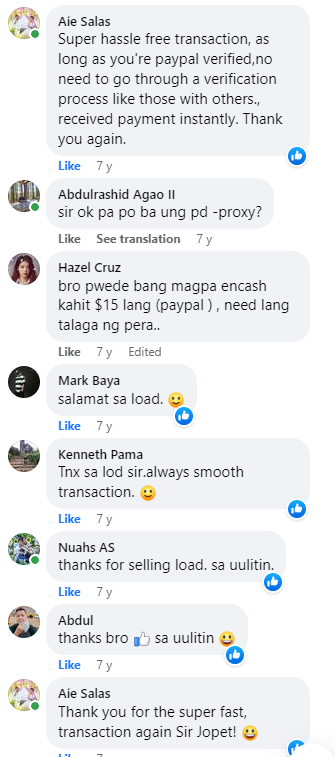 Aie Salas
Super hassle free transaction, as
long as you're paypal verified,no
need to go through a verification
process like those with others.,
received payment instantly. Thank
you again.
Like 7 y
Abdulrashid Agao II
sir ok pa po ba ung pd -proxy?
Like See translation 7 y
Hazel Cruz
bro pwede bang magpa encash
kahit $15 lang (paypal ) , need lang
talaga ng pera..
Like 7 y Edited
Mark Baya
salamat sa load. 😀
Like 7 y
Kenneth Pama
Tnx sa lod sir.always smooth
transaction. 😀
Like 7 y
Nuahs AS
thanks for selling load. sa uulitin.
Like 7 y
Abdul
thanks bro 👍 sa uulitin 😀
Like 7 y
Aie Salas
Thank you for the super fast,
transaction again Sir Jopet! 😀
Like 7 y